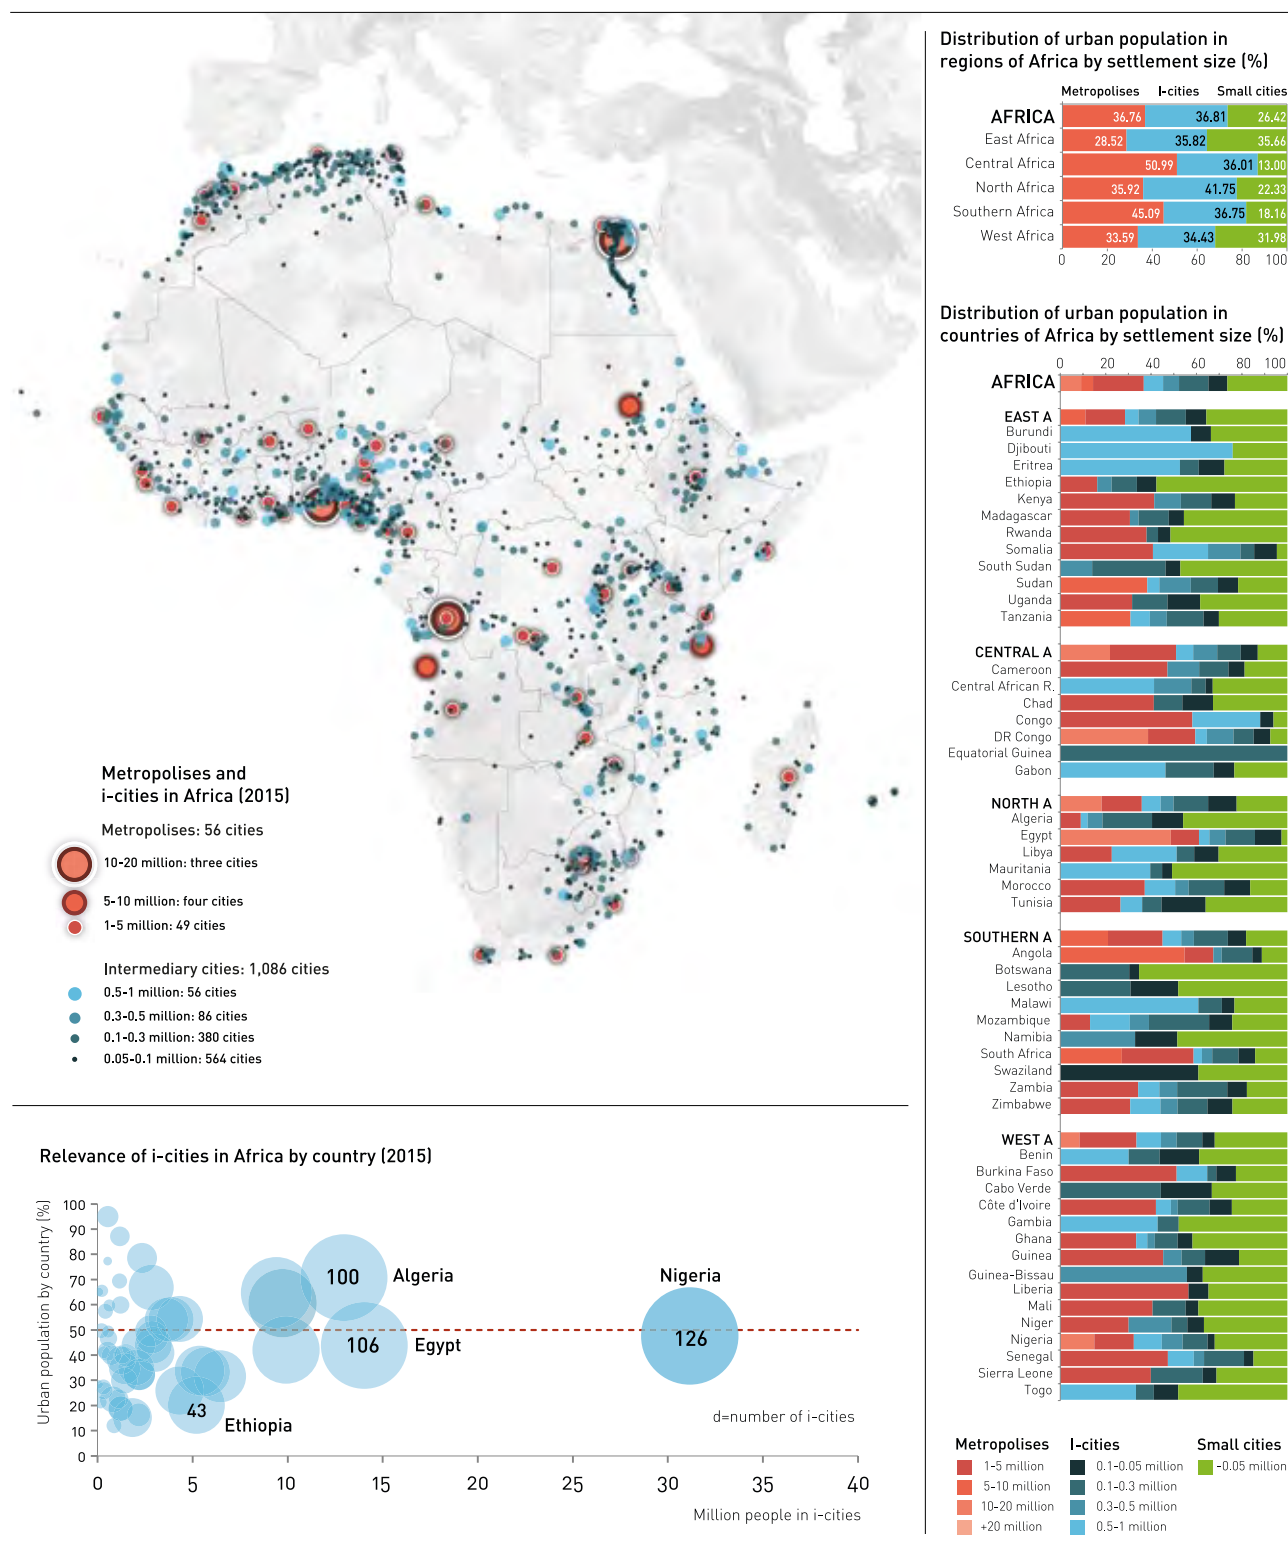 Metropolises and
i-cities in Africa (2015)
Metropolises: 56 cities
10-20 million: three cities
5-10 million: four cities
1-5 million: 49 cities
Intermediary cities: 1,086 cities
0.5-1 million: 56 cities
0.3-0.5 million: 86 cities
0.1-0.3 million: 380 cities
0.05-0.1 million: 564 cities
Relevance of i-cities in Africa by country (2015)
Urban population by country (%)
100
90
80
70
60
50
40
30
20
10
0
100 Algeria
Nigeria
106 Egypt
126
43
Ethiopia
d=number of i-cities
0 5 10 15 20 25 30 35 40
Million people in i-cities
Distribution of urban population in
regions of Africa by settlement size (%)
Metropolises I-cities Small cities
AFRICA 36.76 36.81 26.42
East Africa 28.52 35.82 35.66
Central Africa 50.99 36.01 13.00
North Africa 35.92 41.75 22.33
Southern Africa 45.09 36.75 18.16
West Africa 33.59 34.43 31.98
0 20 40 60 80 100
Distribution of urban population in
countries of Africa by settlement size (%)
0 20 40 60 80 100
AFRICA
EAST A
Burundi
Djibouti
Eritrea
Ethiopia
Kenya
Madagascar
Rwanda
Somalia
South Sudan
Sudan
Uganda
Tanzania
CENTRAL A
Cameroon
Central African R.
Chad
Congo
DR Congo
Equatorial Guinea
Gabon
NORTH A
Algeria
Egypt
Libya
Mauritania
Morocco
Tunisia
SOUTHERN A
Angola
Botswana
Lesotho
Malawi
Mozambique
Namibia
South Africa
Swaziland
Zambia
Zimbabwe
WEST A
Benin
Burkina Faso
Cabo Verde
Côte d'Ivoire
Gambia
Ghana
Guinea
Guinea-Bissau
Liberia
Mali
Niger
Nigeria
Senegal
Sierra Leone
Togo
Metropolises
1-5 million
5-10 million
10-20 million
+20 million
I-cities
0.1-0.05 million
0.1-0.3 million
0.3-0.5 million
0.5-1 million
Small cities
-0.05 million